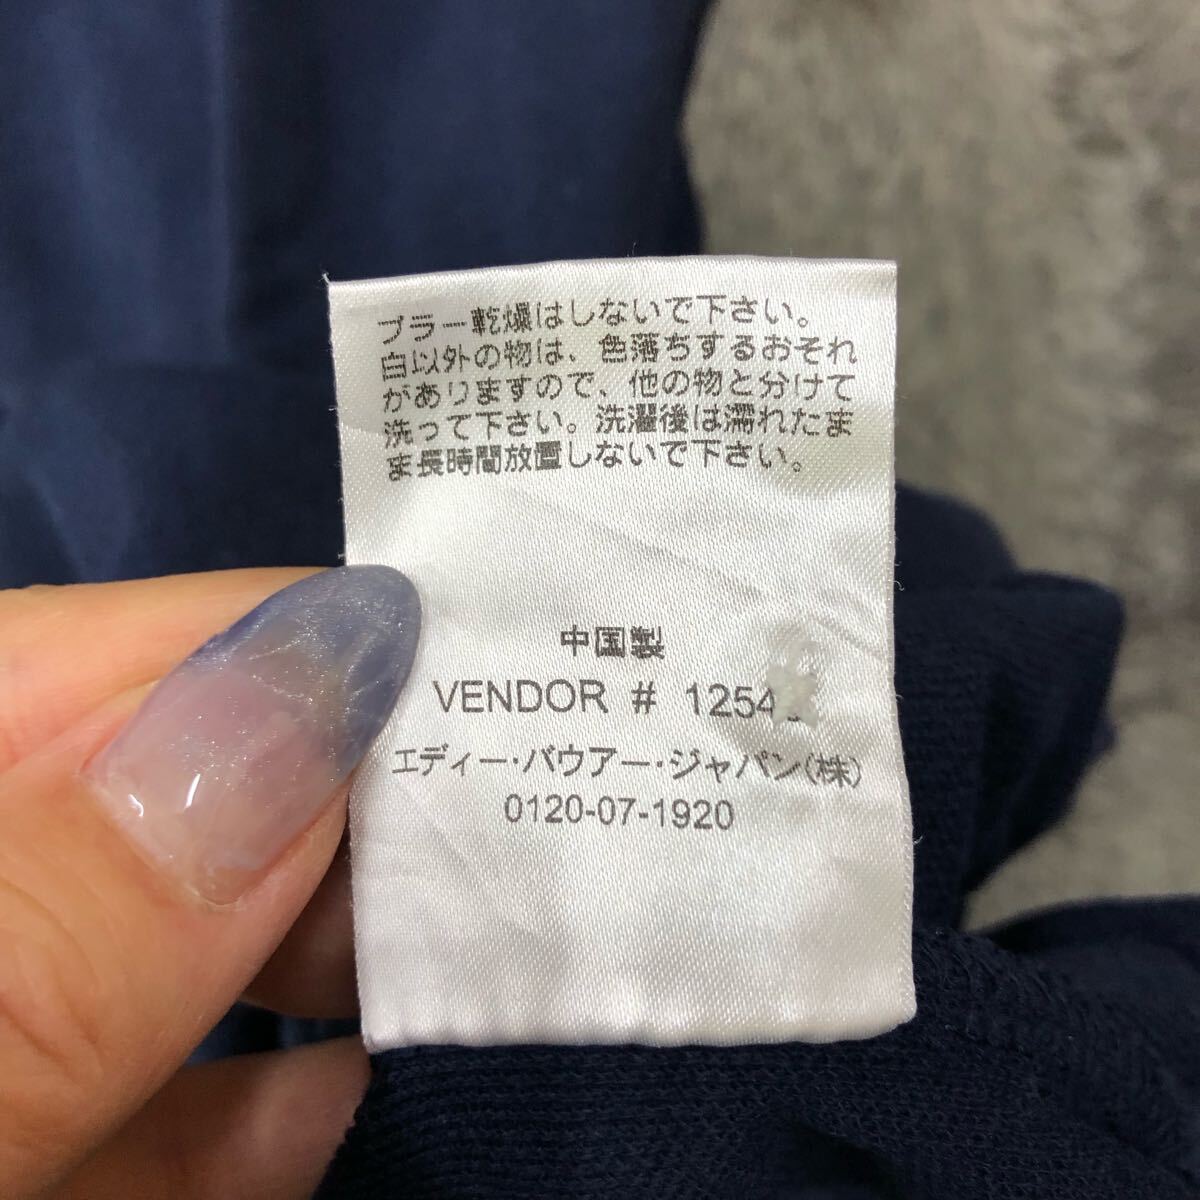 ブラー乾燥はしないで下さい。
白以外の物は、色落ちするおそれ
がありますので、他の物と分けて
洗って下さい。洗濯後は濡れたま
ま長時間放置しないで下さい。
中国製
VENDOR #
エディー・バウアー・ジャパン(株)
0120-07-1920